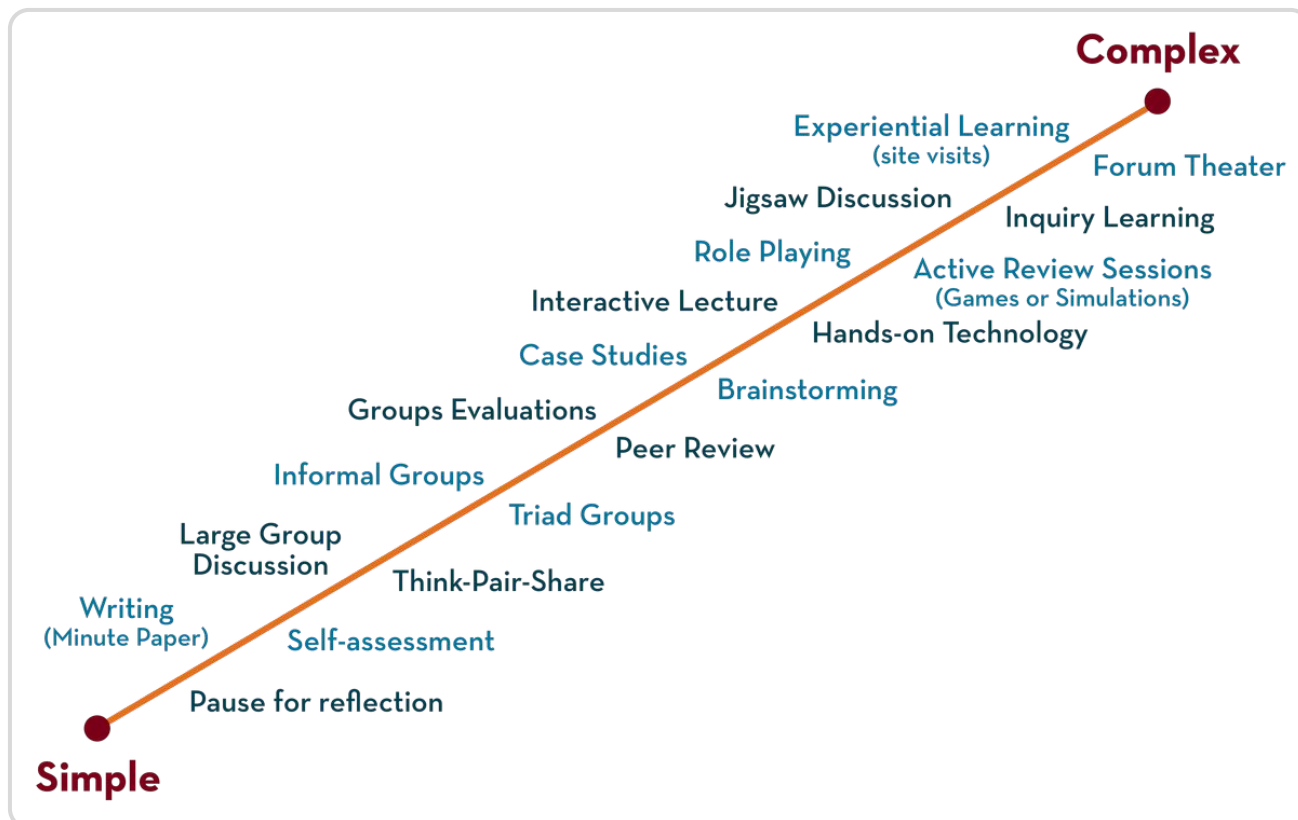 Complex
Experiential Learning
(site visits)
Forum Theater
Jigsaw Discussion
Inquiry Learning
Role Playing
Active Review Sessions
(Games or Simulations)
Interactive Lecture
Hands-on Technology
Case Studies
Brainstorming
Groups Evaluations
Peer Review
Informal Groups
Triad Groups
Large Group
Discussion
Think-Pair-Share
Writing
(Minute Paper)
Self-assessment
Pause for reflection
Simple